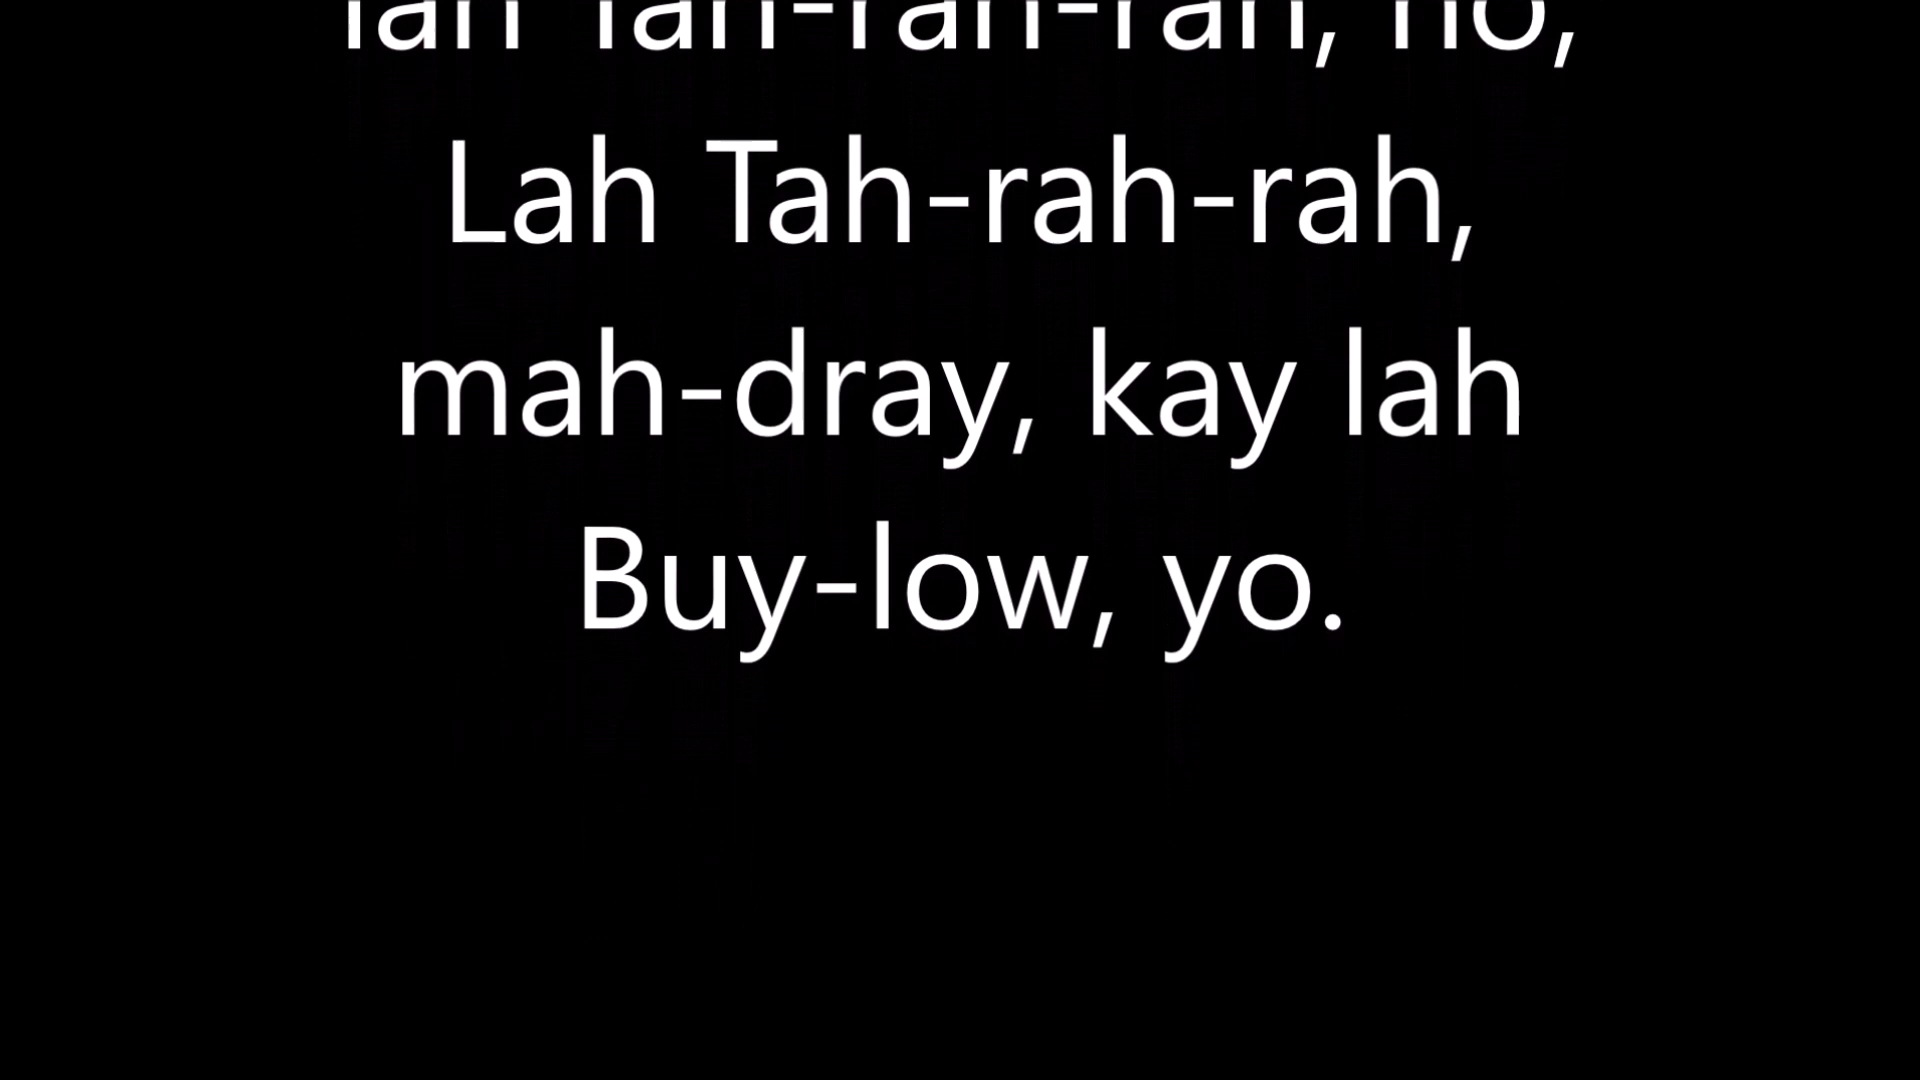 Lah Tah-rah-rah,
mah-dray, kay lah
Buy-low, yo.